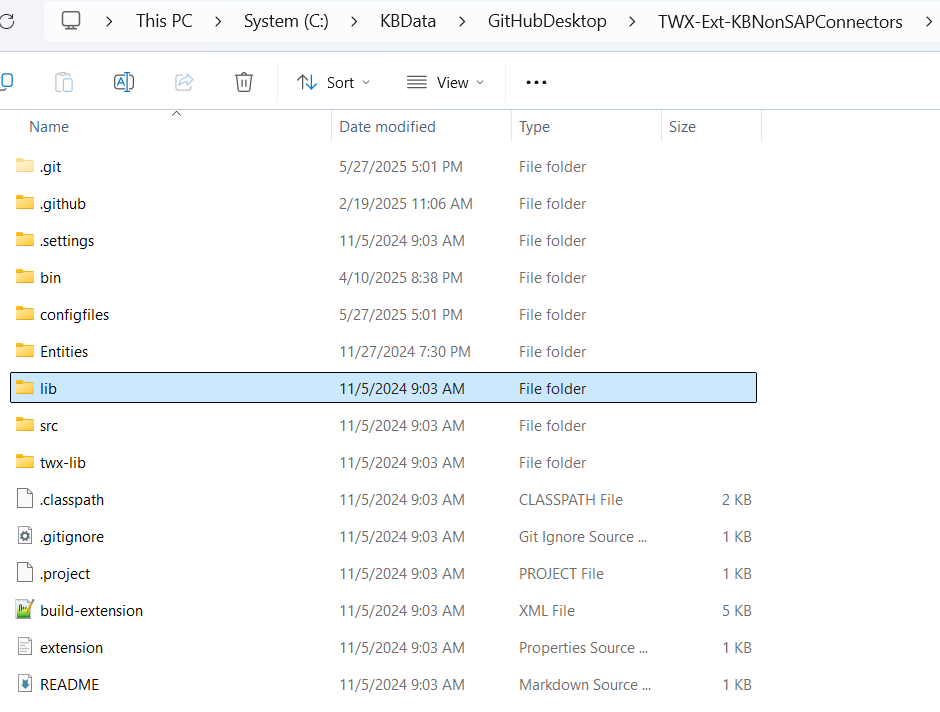 This PC > System (C:) > KBData > GitHubDesktop > TWX-Ext-KBNonSAPConnectors >
A Sort View ...
Name Date modified Type Size
.git 5/27/2025 5:01 PM File folder
.github 2/19/2025 11:06 AM File folder
.settings 11/5/2024 9:03 AM File folder
bin 4/10/2025 8:38 PM File folder
configfiles 5/27/2025 5:01 PM File folder
Entities 11/27/2024 7:30 PM File folder
lib 11/5/2024 9:03 AM File folder
src 11/5/2024 9:03 AM File folder
twx-lib 11/5/2024 9:03 AM File folder
.classpath 11/5/2024 9:03 AM CLASSPATH File 2 KB
.gitignore 11/5/2024 9:03 AM Git Ignore Source ... 1 KB
.project 11/5/2024 9:03 AM PROJECT File 1 KB
build-extension 11/5/2024 9:03 AM XML File 5 KB
extension 11/5/2024 9:03 AM Properties Source ... 1 KB
README 11/5/2024 9:03 AM Markdown Source ... 1 KB